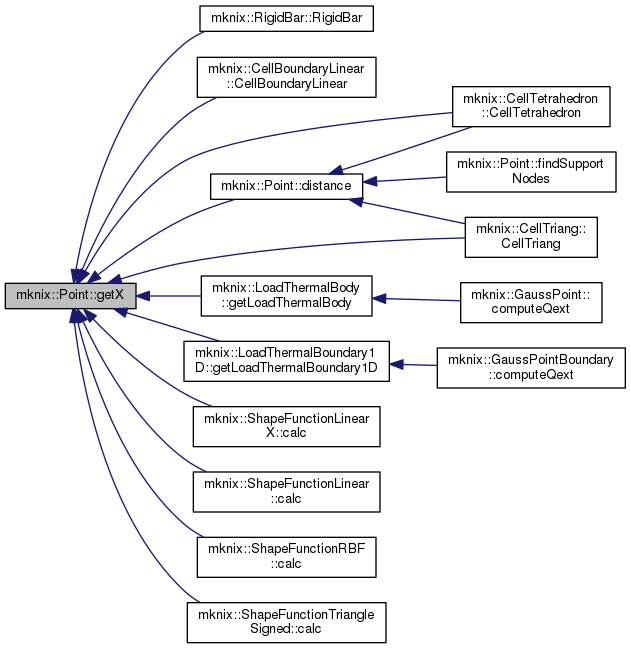 mknix::RigidBar::RigidBar
mknix::CellBoundaryLinear
::CellBoundaryLinear
mknix::CellTetrahedron
::CellTetrahedron
mknix::Point::findSupport
Nodes
mknix::Point::distance
mknix::CellTriang::
CellTriang
mknix::Point::getX
mknix::LoadThermalBody
::getLoadThermalBody
mknix::GaussPoint::
computeQext
mknix::LoadThermalBoundary1
D::getLoadThermalBoundary1D
mknix::GaussPointBoundary
::computeQext
mknix::ShapeFunctionLinear
X::calc
mknix::ShapeFunctionLinear
::calc
mknix::ShapeFunctionRBF
::calc
mknix::ShapeFunctionTriangle
Signed::calc